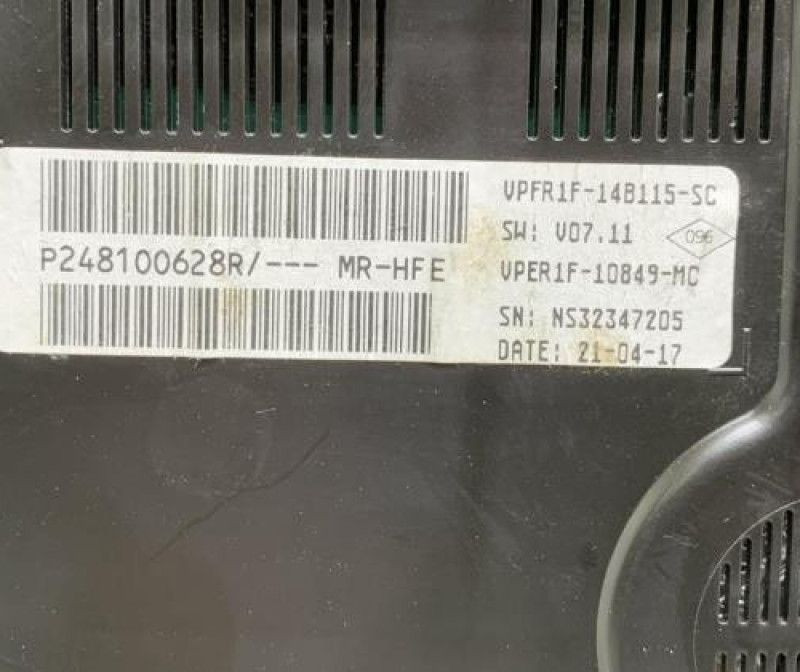 P248100628R/--- MR-HFE
VPFR1F-14B115-SC
SW: V07.11
096
VPER1F-10849-MC
SN: NS32347205
DATE: 21-04-17